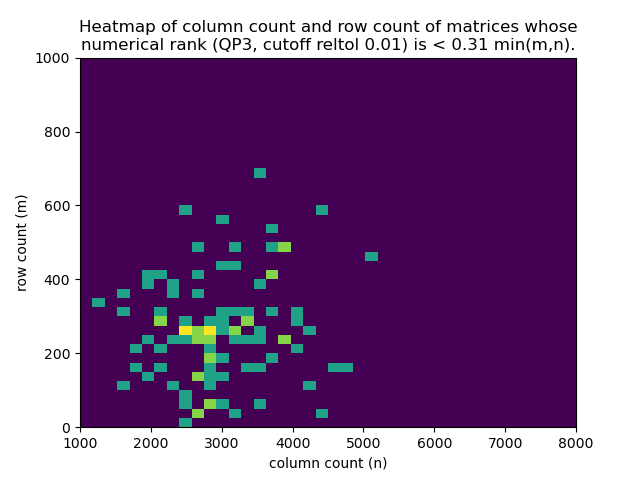 Heatmap of column count and row count of matrices whose
numerical rank (QP3, cutoff reltol 0.01) is < 0.31 min(m,n).
1000
800
600
400
200
0
row count (m)
1000 2000 3000 4000 5000 6000 7000 8000
column count (n)